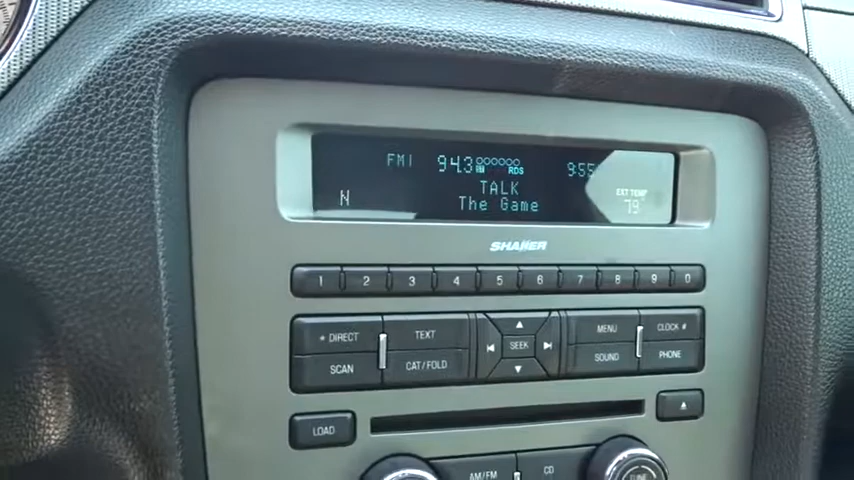 FM1 94.3 RDS 9:55
TALK
N The Game
EXT TEMP
79°
SHAKER
1 2 3 4 5 6 7 8 9 0
DIRECT TEXT SEEK MENU CLOCK
SCAN CAT/FOLD SOUND PHONE
LOAD
AM/FM CD TUNE